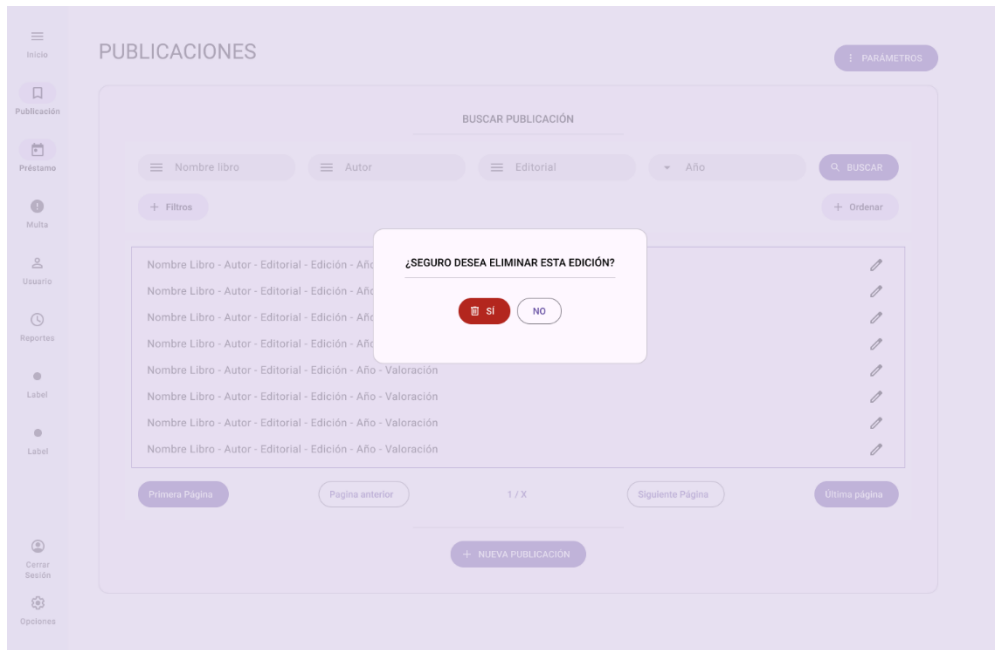 Inicio
PUBLICACIONES
PARÁMETROS
Publicación
BUSCAR PUBLICACIÓN
Préstamo
Nombre libro
Autor
Editorial
Año
BUSCAR
Multa
+ Filtros
+ Ordenar
Usuario
Reportes
Label
Label
Nombre Libro - Autor - Editorial - Edición - Año
Nombre Libro - Autor - Editorial - Edición - Año
Nombre Libro - Autor - Editorial - Edición - Año
Nombre Libro - Autor - Editorial - Edición - Año
Nombre Libro - Autor - Editorial - Edición - Año - Valoración
Nombre Libro - Autor - Editorial - Edición - Año - Valoración
Nombre Libro - Autor - Editorial - Edición - Año - Valoración
Nombre Libro - Autor - Editorial - Edición - Año - Valoración
¿SEGURO DESEA ELIMINAR ESTA EDICIÓN?
SÍ
NO
Primera Página
Pagina anterior
1 / X
Siguiente Página
Última página
+ NUEVA PUBLICACIÓN
Cerrar
Sesión
Opciones